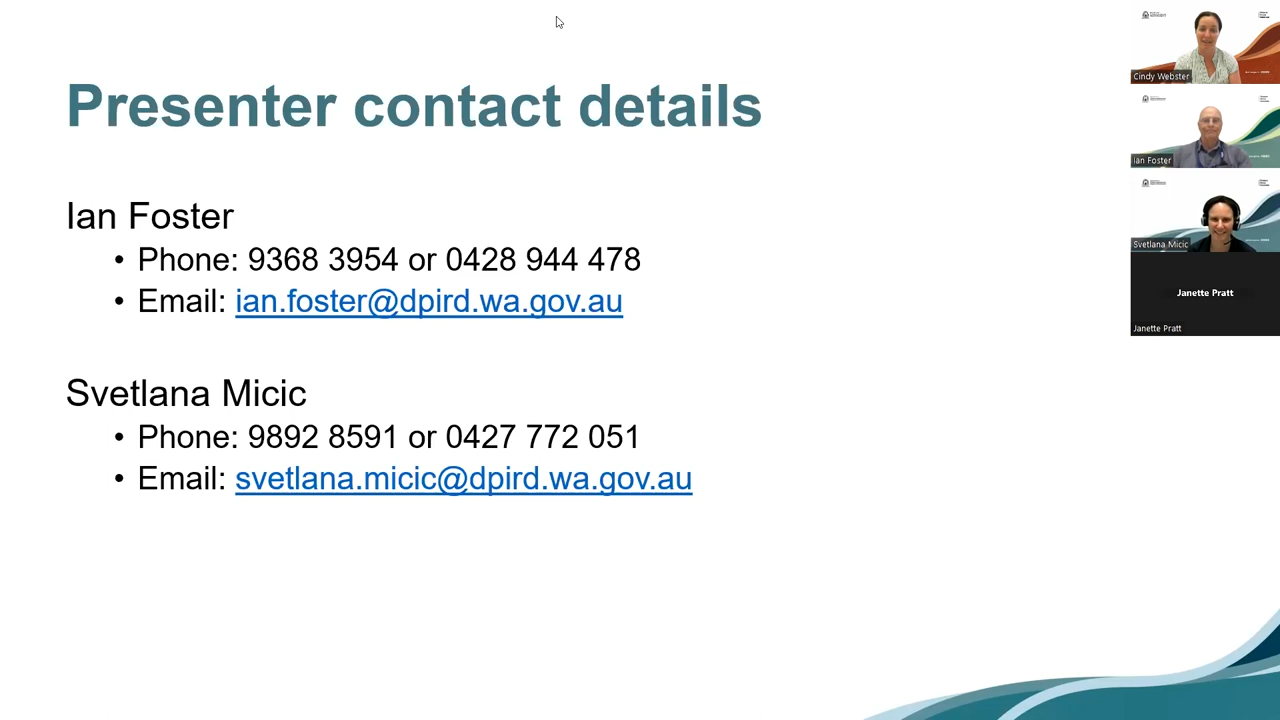 Presenter contact details
Ian Foster
• Phone: 9368 3954 or 0428 944 478
• Email: ian.foster@dpird.wa.gov.au
Svetlana Micic
• Phone: 9892 8591 or 0427 772 051
• Email: svetlana.micic@dpird.wa.gov.au
Cindy Webster
Ian Foster
Svetlana Micic
Janette Pratt
Janette Pratt